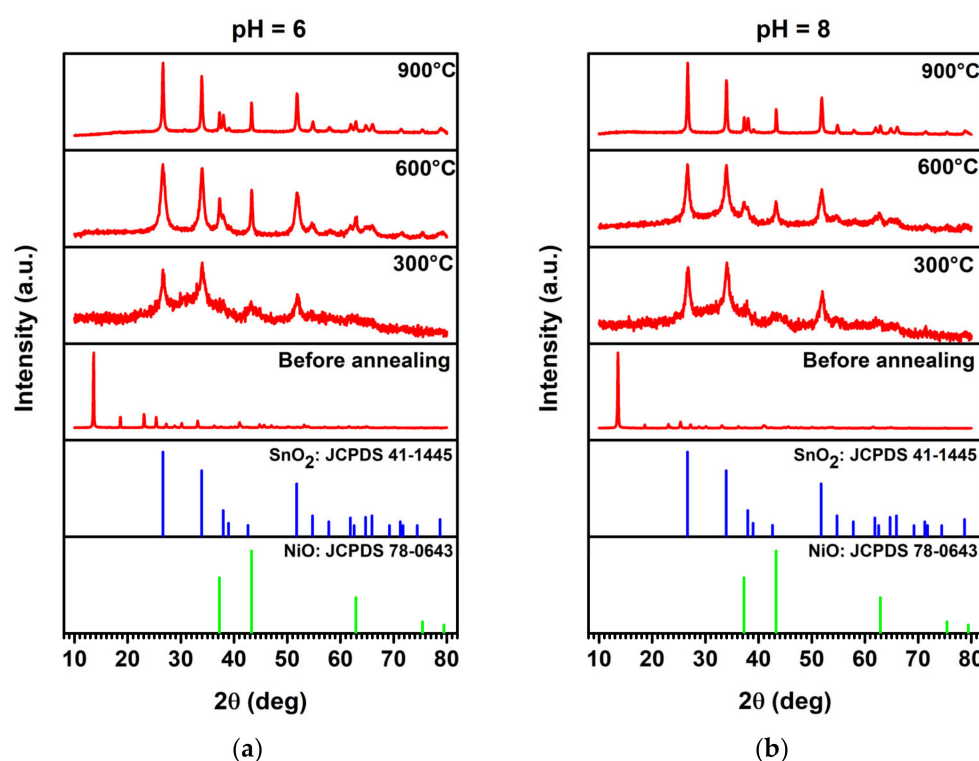 pH = 6
900°C
600°C
300°C
Before annealing
SnO₂: JCPDS 41-1445
NiO: JCPDS 78-0643
Intensity (a.u.)
10 20 30 40 50 60 70 80
2θ (deg)
(a)
pH = 8
900°C
600°C
300°C
Before annealing
SnO₂: JCPDS 41-1445
NiO: JCPDS 78-0643
Intensity (a.u.)
10 20 30 40 50 60 70 80
2θ (deg)
(b)